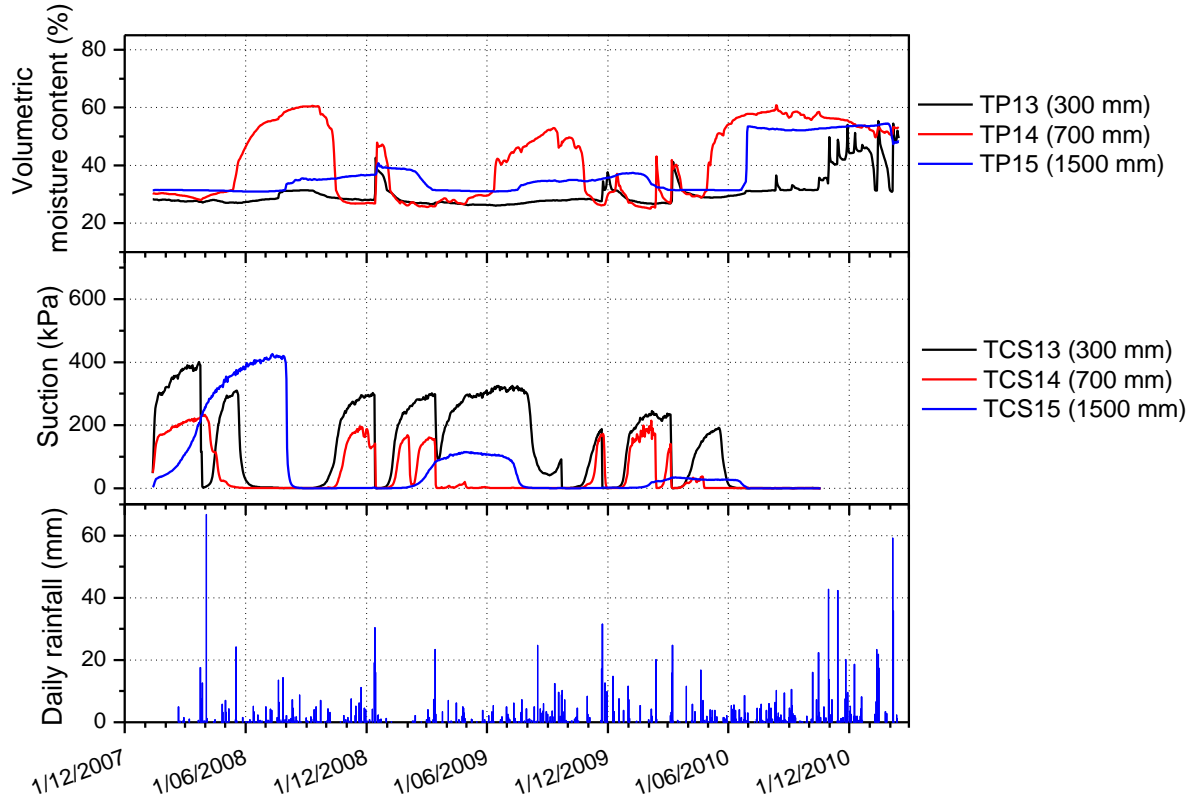 Volumetric
moisture content (%)
80
60
40
20
TP13 (300 mm)
TP14 (700 mm)
TP15 (1500 mm)
Suction (kPa)
600
400
200
0
TCS13 (300 mm)
TCS14 (700 mm)
TCS15 (1500 mm)
Daily rainfall (mm)
60
40
20
0
1/12/2007
1/06/2008
1/12/2008
1/06/2009
1/12/2009
1/06/2010
1/12/2010